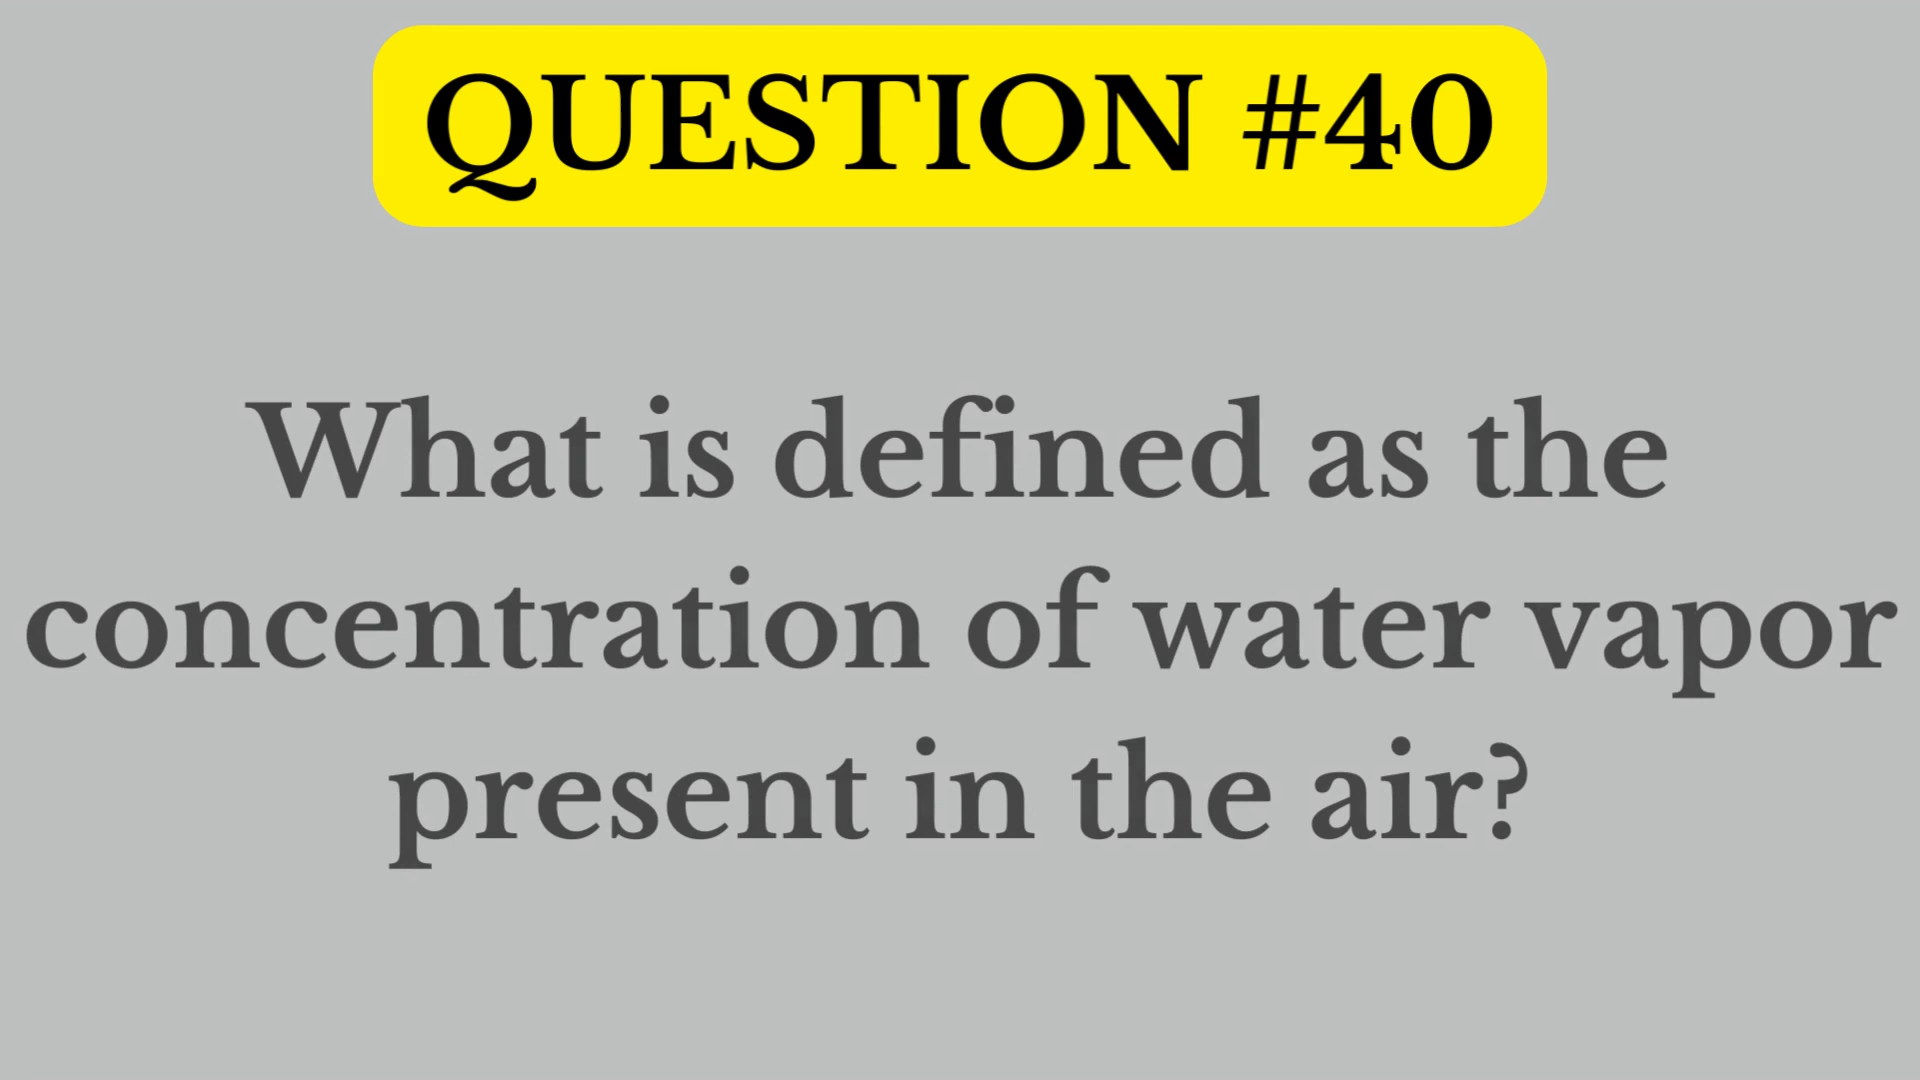 QUESTION #40
What is defined as the
concentration of water vapor
present in the air?